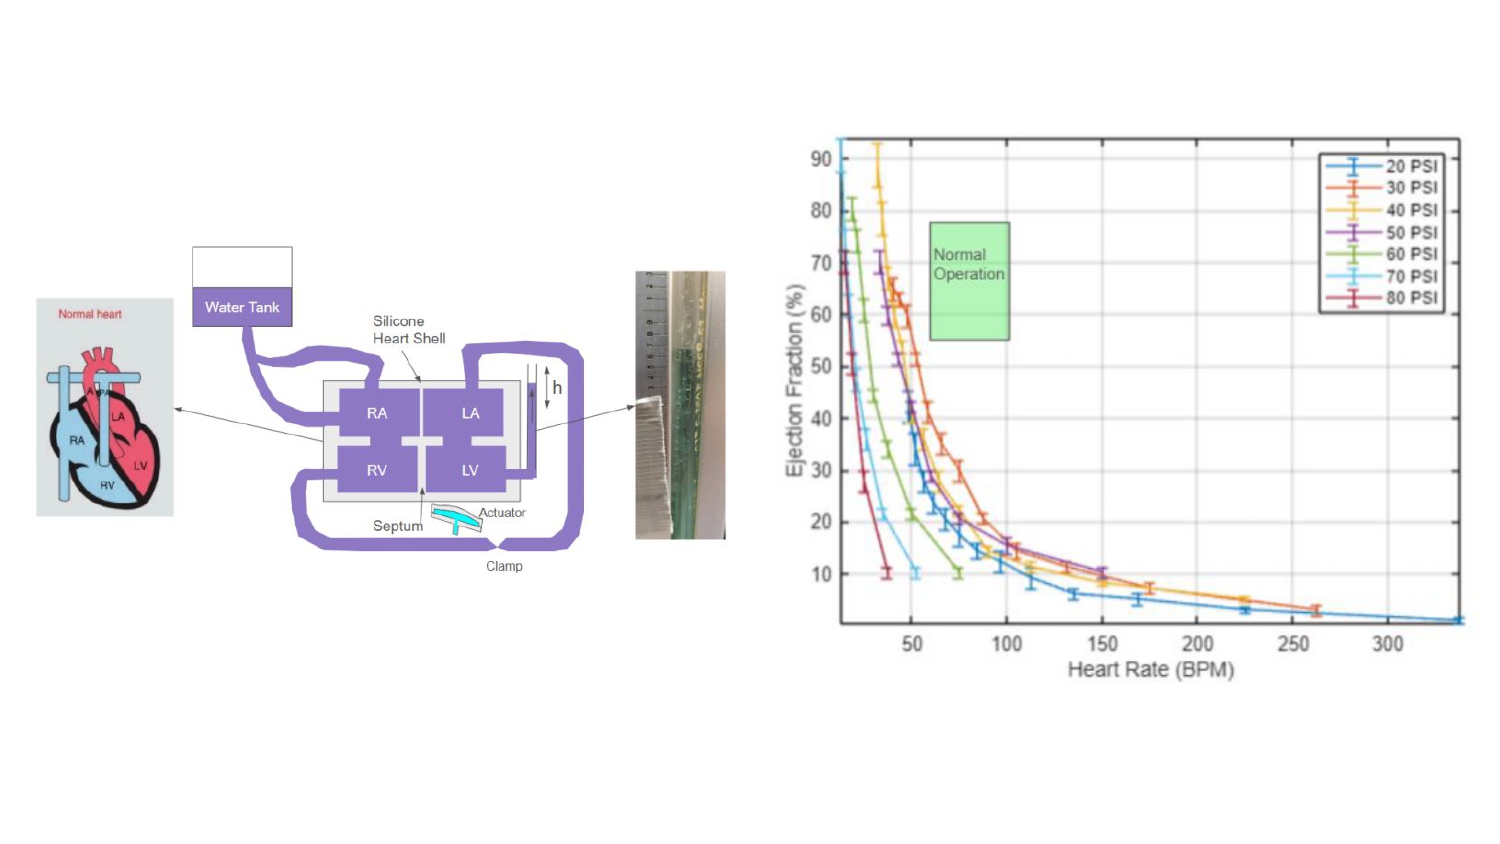 Normal heart
A
PA
LA
RA
LV
RV
Water Tank
Silicone
Heart Shell
RA
LA
h
RV
LV
Septum
Actuator
Clamp
Ejection Fraction (%)
90
80
70
60
50
40
30
20
10
Normal
Operation
20 PSI
30 PSI
40 PSI
50 PSI
60 PSI
70 PSI
80 PSI
50 100 150 200 250 300
Heart Rate (BPM)